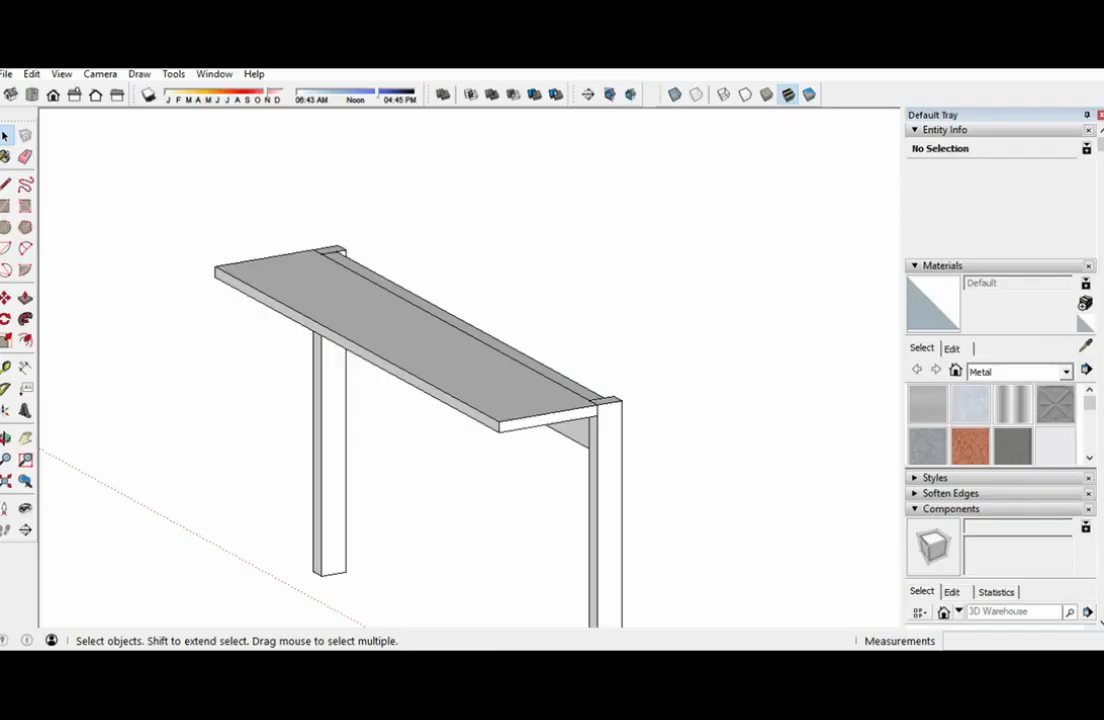 File Edit View Camera Draw Tools Window Help
J F M A M J J A S O N D 06:43 AM Noon 04:45 PM
Default Tray
Entity Info
No Selection
Materials
Default
Select Edit
Metal
Styles
Soften Edges
Components
Select Edit Statistics
3D Warehouse
Select objects. Shift to extend select. Drag mouse to select multiple. Measurements